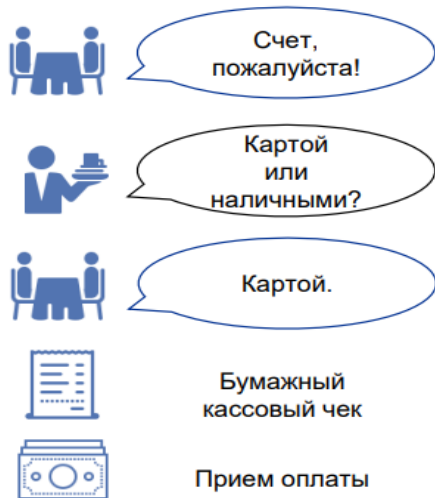 Счет,
пожалуйста!
Картой
или
наличными?
Картой.
Бумажный
кассовый чек
Прием оплаты